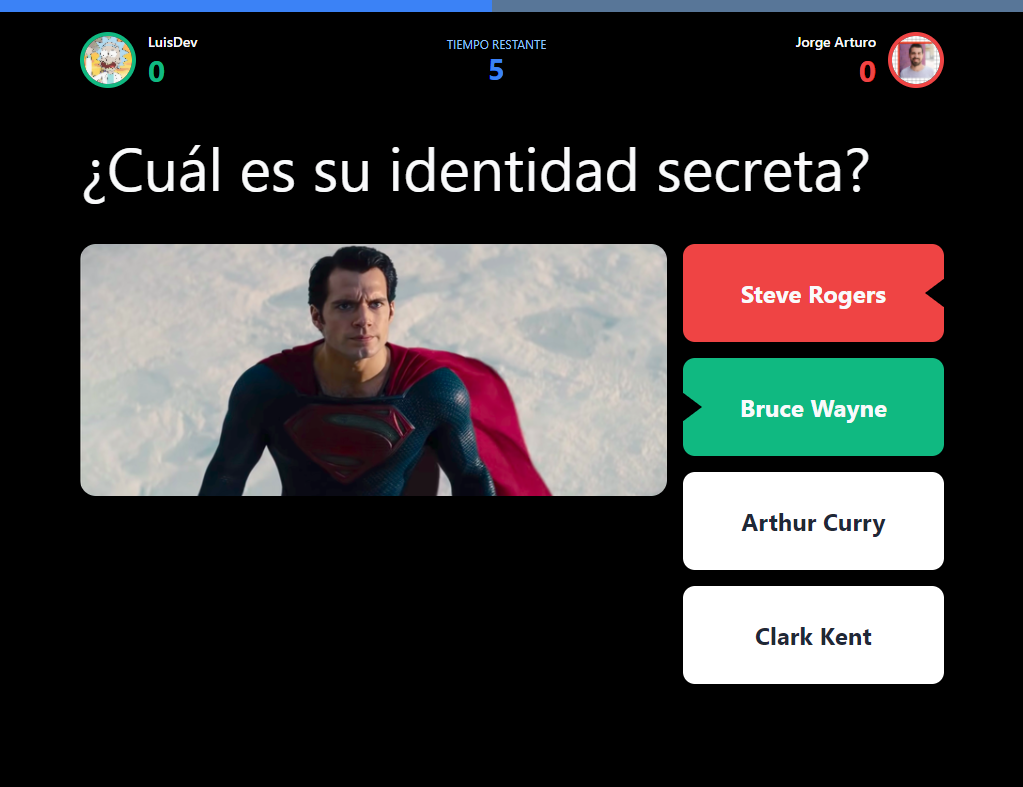 LuisDev
0
TIEMPO RESTANTE
5
Jorge Arturo
0
¿Cuál es su identidad secreta?
Steve Rogers
Bruce Wayne
Arthur Curry
Clark Kent